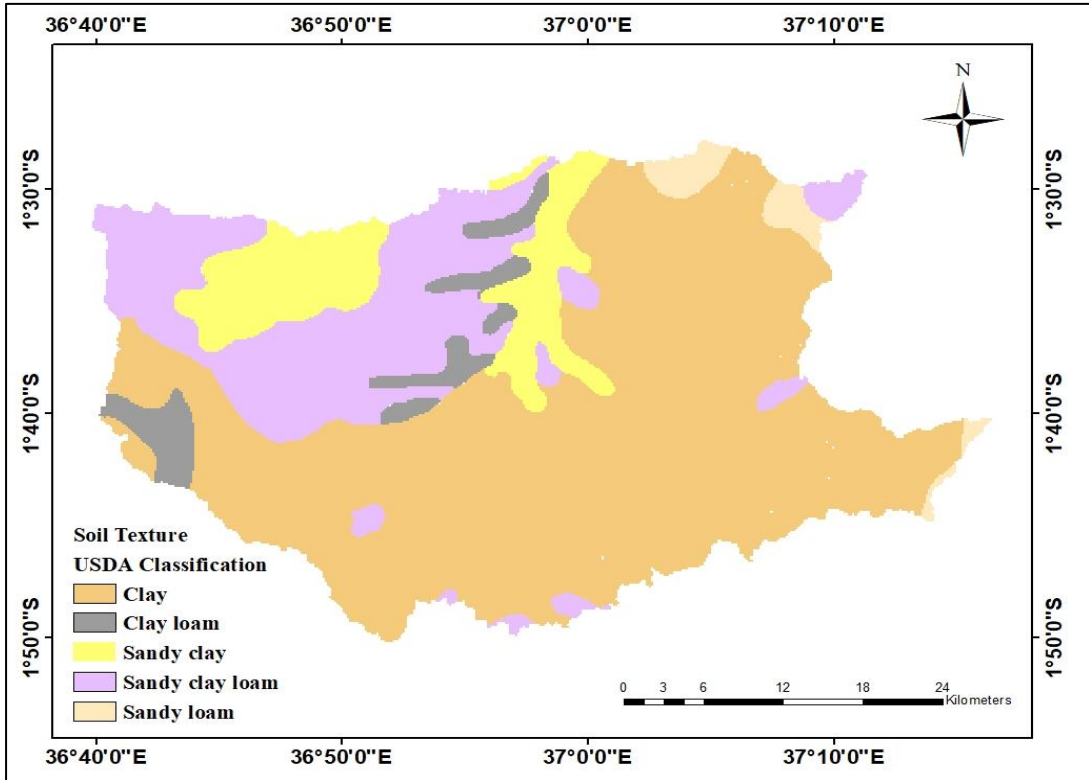 36°40'0"E 36°50'0"E 37°0'0"E 37°10'0"E
N
1°30'0"S 1°30'0"S
1°40'0"S 1°40'0"S
1°50'0"S 1°50'0"S
Soil Texture
USDA Classification
Clay
Clay loam
Sandy clay
Sandy clay loam
Sandy loam
0 3 6 12 18 24
Kilometers
36°40'0"E 36°50'0"E 37°0'0"E 37°10'0"E